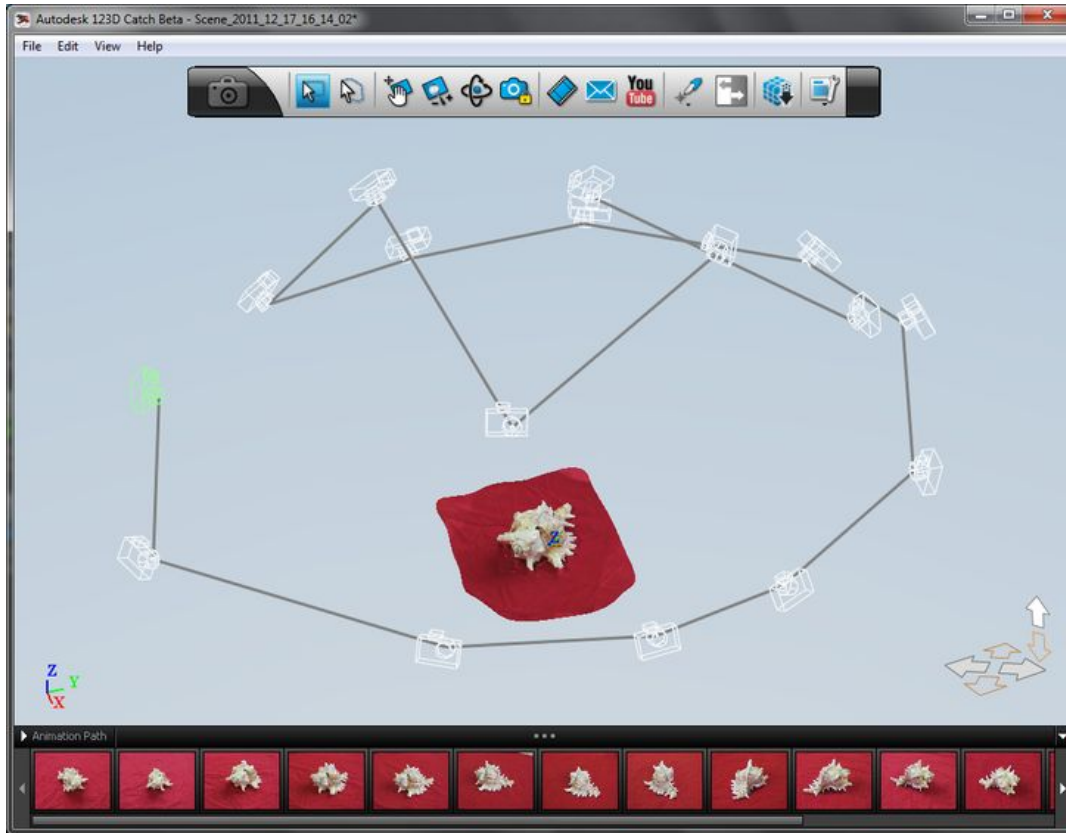 Autodesk 123D Catch Beta - Scene_2011_12_17_16_14_02*
File Edit View Help
You
Tube
Z
Z
Y
X
Animation Path